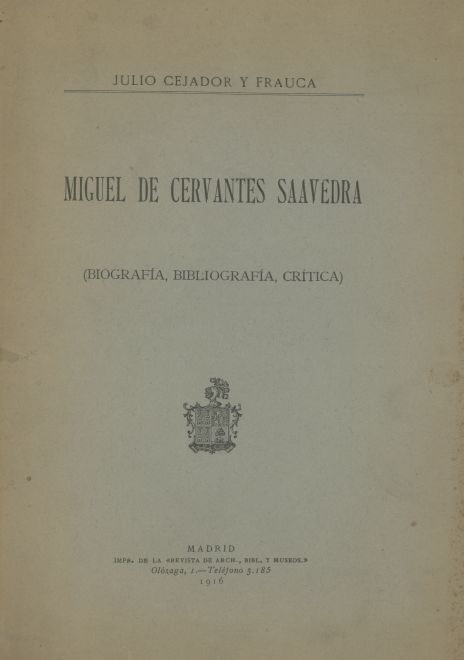 JULIO CEJADOR Y FRAUCA
MIGUEL DE CERVANTES SAAVEDRA
(BIOGRAFÍA, BIBLIOGRAFÍA, CRÍTICA)
MADRID
IMPR. DE LA «REVISTA DE ARCH., BIBL. Y MUSEOS.»
Olózaga, 1.—Teléfono 3.185
1916